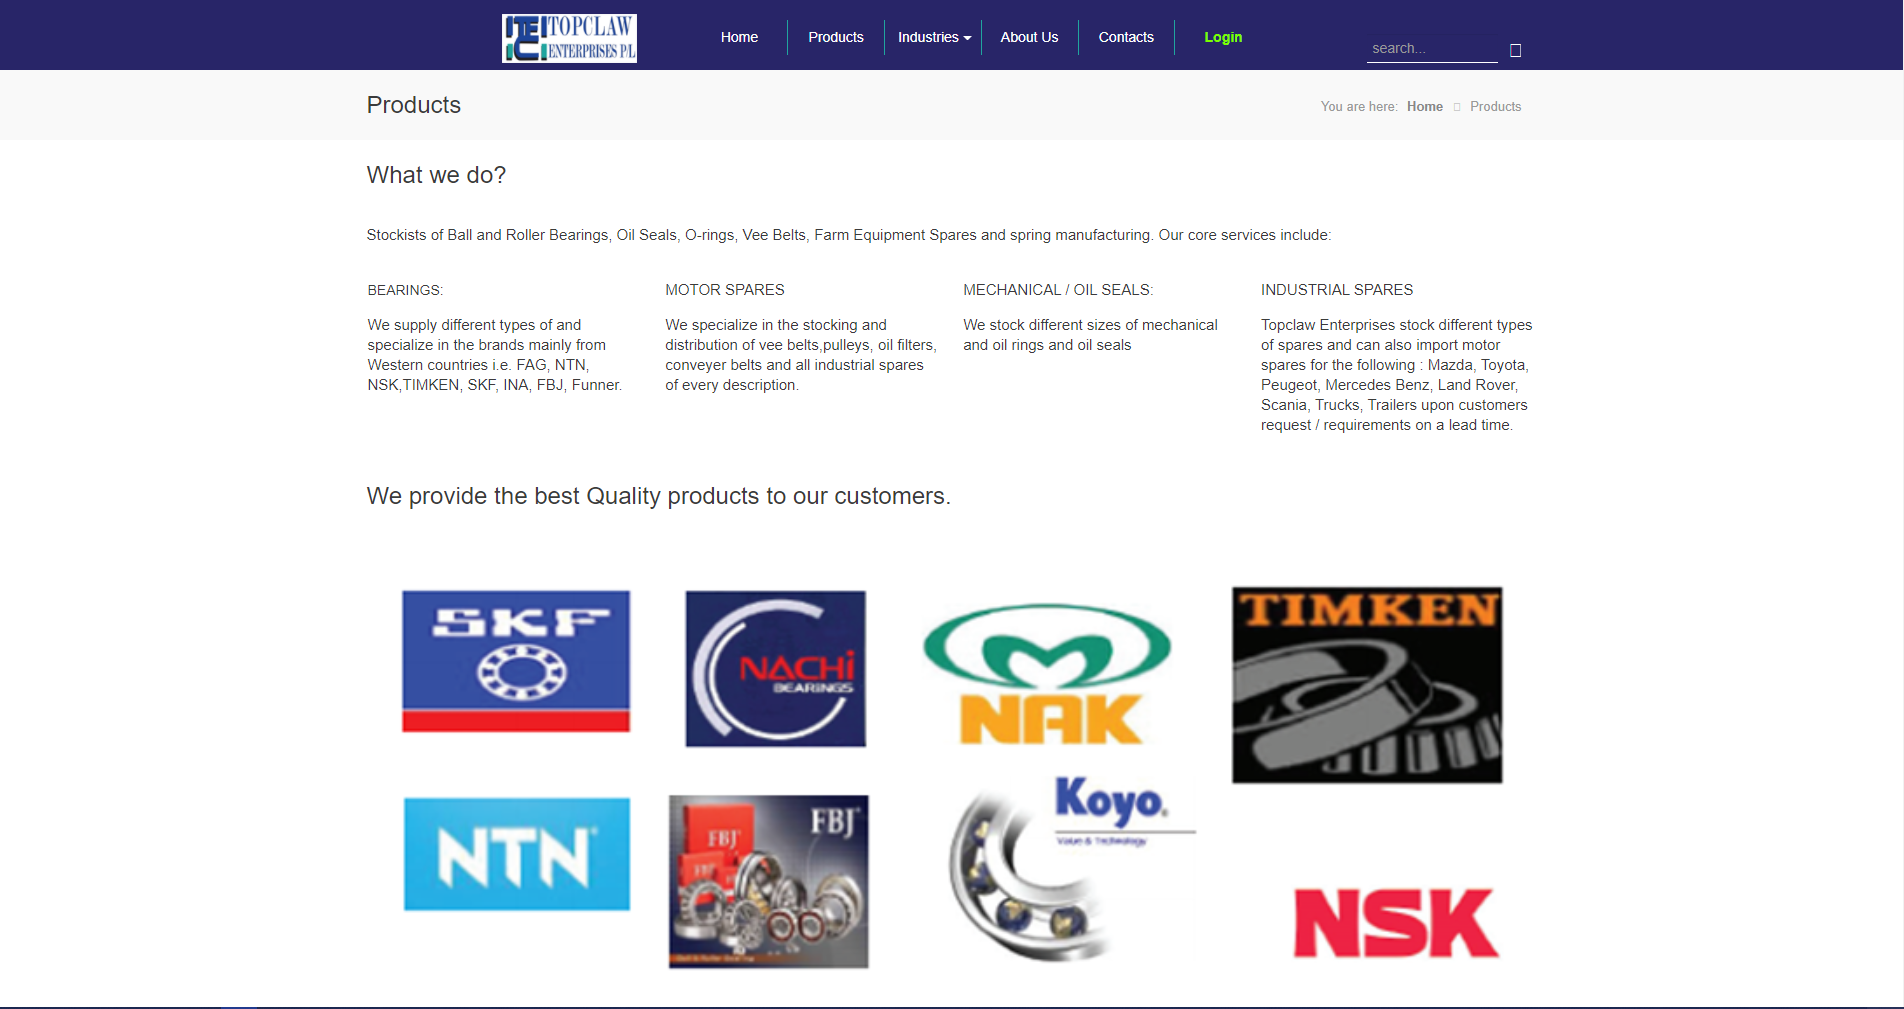 TOPCLAW
ENTERPRISES P/L
Home
Products
Industries
About Us
Contacts
Login
search...
Products
You are here: Home Products
What we do?
Stockists of Ball and Roller Bearings, Oil Seals, O-rings, Vee Belts, Farm Equipment Spares and spring manufacturing. Our core services include:
BEARINGS:
We supply different types of and
specialize in the brands mainly from
Western countries i.e. FAG, NTN,
NSK,TIMKEN, SKF, INA, FBJ, Funner.
MOTOR SPARES
We specialize in the stocking and
distribution of vee belts,pulleys, oil filters,
conveyer belts and all industrial spares
of every description.
MECHANICAL / OIL SEALS:
We stock different sizes of mechanical
and oil rings and oil seals
INDUSTRIAL SPARES
Topclaw Enterprises stock different types
of spares and can also import motor
spares for the following : Mazda, Toyota,
Peugeot, Mercedes Benz, Land Rover,
Scania, Trucks, Trailers upon customers
request / requirements on a lead time.
We provide the best Quality products to our customers.
SKF
NACHi
BEARINGS
NAK
TIMKEN
NTN®
FBJ®
FBJ
Ball & Roller Bearing
Koyo®
Value & Technology
NSK